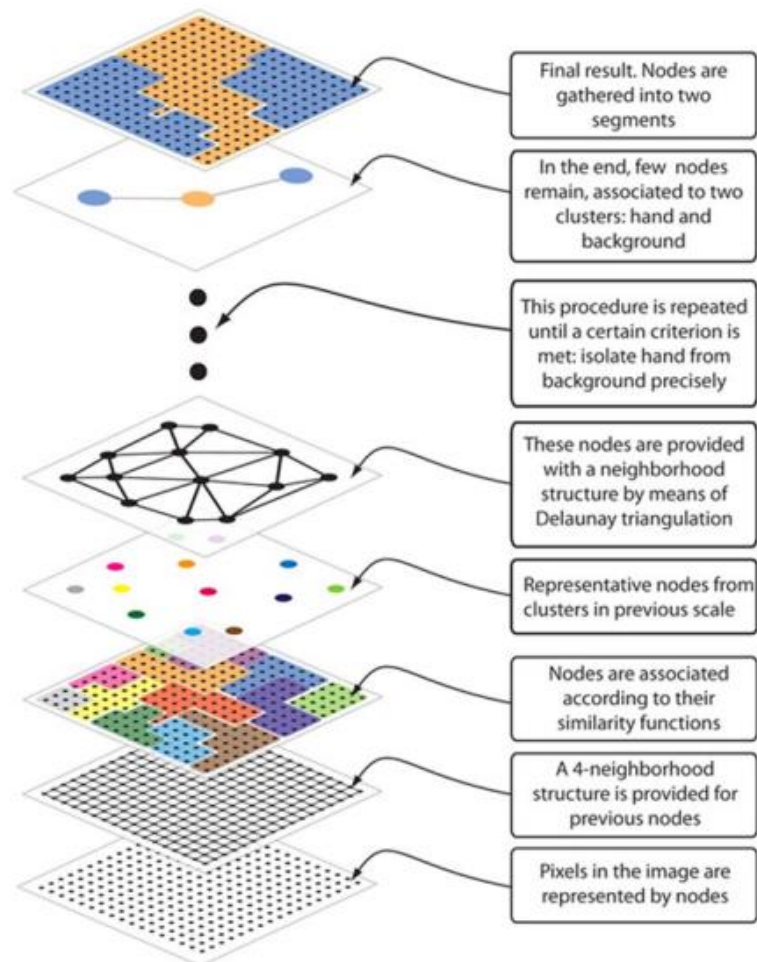 Final result. Nodes are
gathered into two
segments
In the end, few nodes
remain, associated to two
clusters: hand and
background
This procedure is repeated
until a certain criterion is
met: isolate hand from
background precisely
These nodes are provided
with a neighborhood
structure by means of
Delaunay triangulation
Representative nodes from
clusters in previous scale
Nodes are associated
according to their
similarity functions
A 4-neighborhood
structure is provided for
previous nodes
Pixels in the image are
represented by nodes